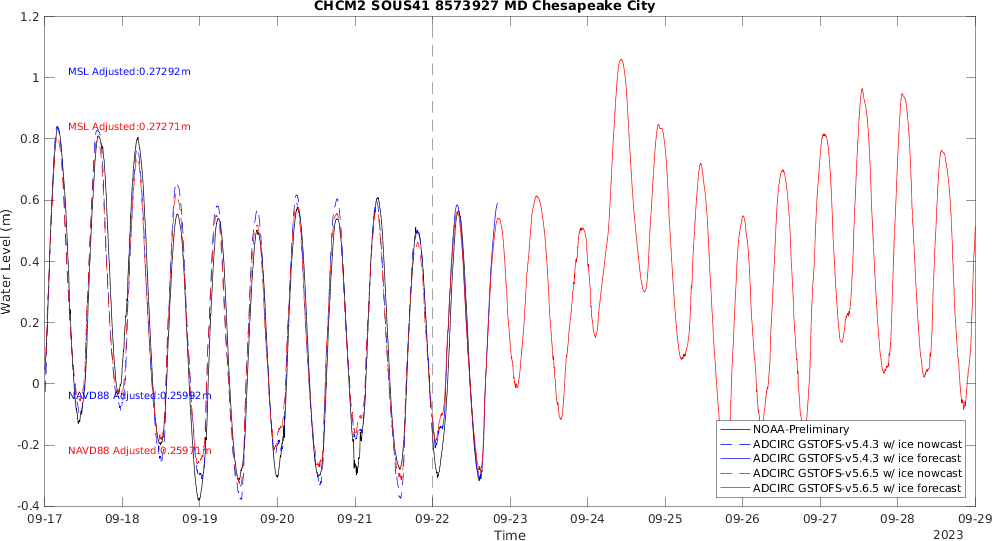 CHCM2 SOUS41 8573927 MD Chesapeake City
1.2
1
0.8
0.6
0.4
0.2
0
-0.2
-0.4
Water Level (m)
MSL Adjusted:0.27292m
MSL Adjusted:0.27271m
NAVD88 Adjusted:0.25992m
NAVD88 Adjusted:0.25971m
NOAA-Preliminary
ADCIRC GSTOFS-v5.4.3 w/ ice nowcast
ADCIRC GSTOFS-v5.4.3 w/ ice forecast
ADCIRC GSTOFS-v5.6.5 w/ ice nowcast
ADCIRC GSTOFS-v5.6.5 w/ ice forecast
09-17 09-18 09-19 09-20 09-21 09-22 09-23 09-24 09-25 09-26 09-27 09-28 09-29
Time
2023